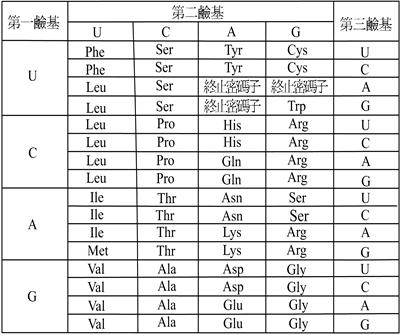 第一鹼基 第二鹼基 第三鹼基
U C A G
U
Phe Ser Tyr Cys U
Phe Ser Tyr Cys C
Leu Ser 終止密碼子 終止密碼子 A
Leu Ser 終止密碼子 Trp G
C
Leu Pro His Arg U
Leu Pro His Arg C
Leu Pro Gln Arg A
Leu Pro Gln Arg G
A
Ile Thr Asn Ser U
Ile Thr Asn Ser C
Ile Thr Lys Arg A
Met Thr Lys Arg G
G
Val Ala Asp Gly U
Val Ala Asp Gly C
Val Ala Glu Gly A
Val Ala Glu Gly G